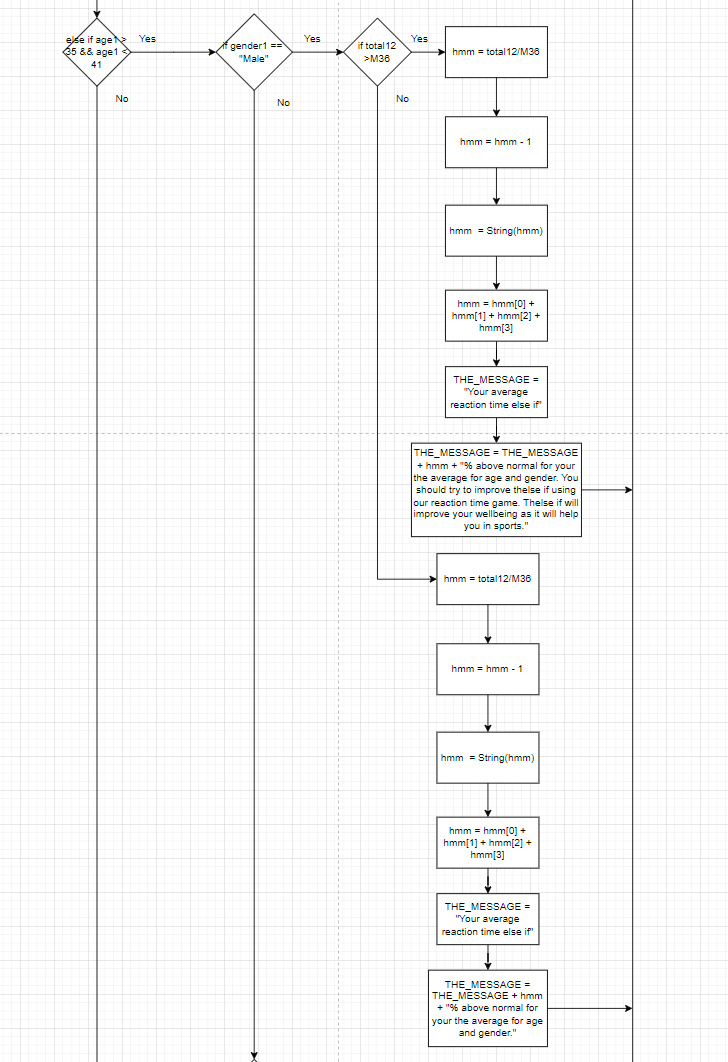 else if age1 >
35 && age1 <
41
Yes
No
if gender1 ==
"Male"
Yes
No
if total12
>M36
Yes
No
hmm = total12/M36
hmm = hmm - 1
hmm  = String(hmm)
hmm = hmm[0] +
hmm[1] + hmm[2] +
hmm[3]
THE_MESSAGE =
"Your average
reaction time else if"
THE_MESSAGE = THE_MESSAGE
+ hmm + "% above normal for your
the average for age and gender. You
should try to improve thelse if using
our reaction time game. Thelse if will
improve your wellbeing as it will help
you in sports."
hmm = total12/M36
hmm = hmm - 1
hmm  = String(hmm)
hmm = hmm[0] +
hmm[1] + hmm[2] +
hmm[3]
THE_MESSAGE =
"Your average
reaction time else if"
THE_MESSAGE =
THE_MESSAGE + hmm
+ "% above normal for
your the average for age
and gender."